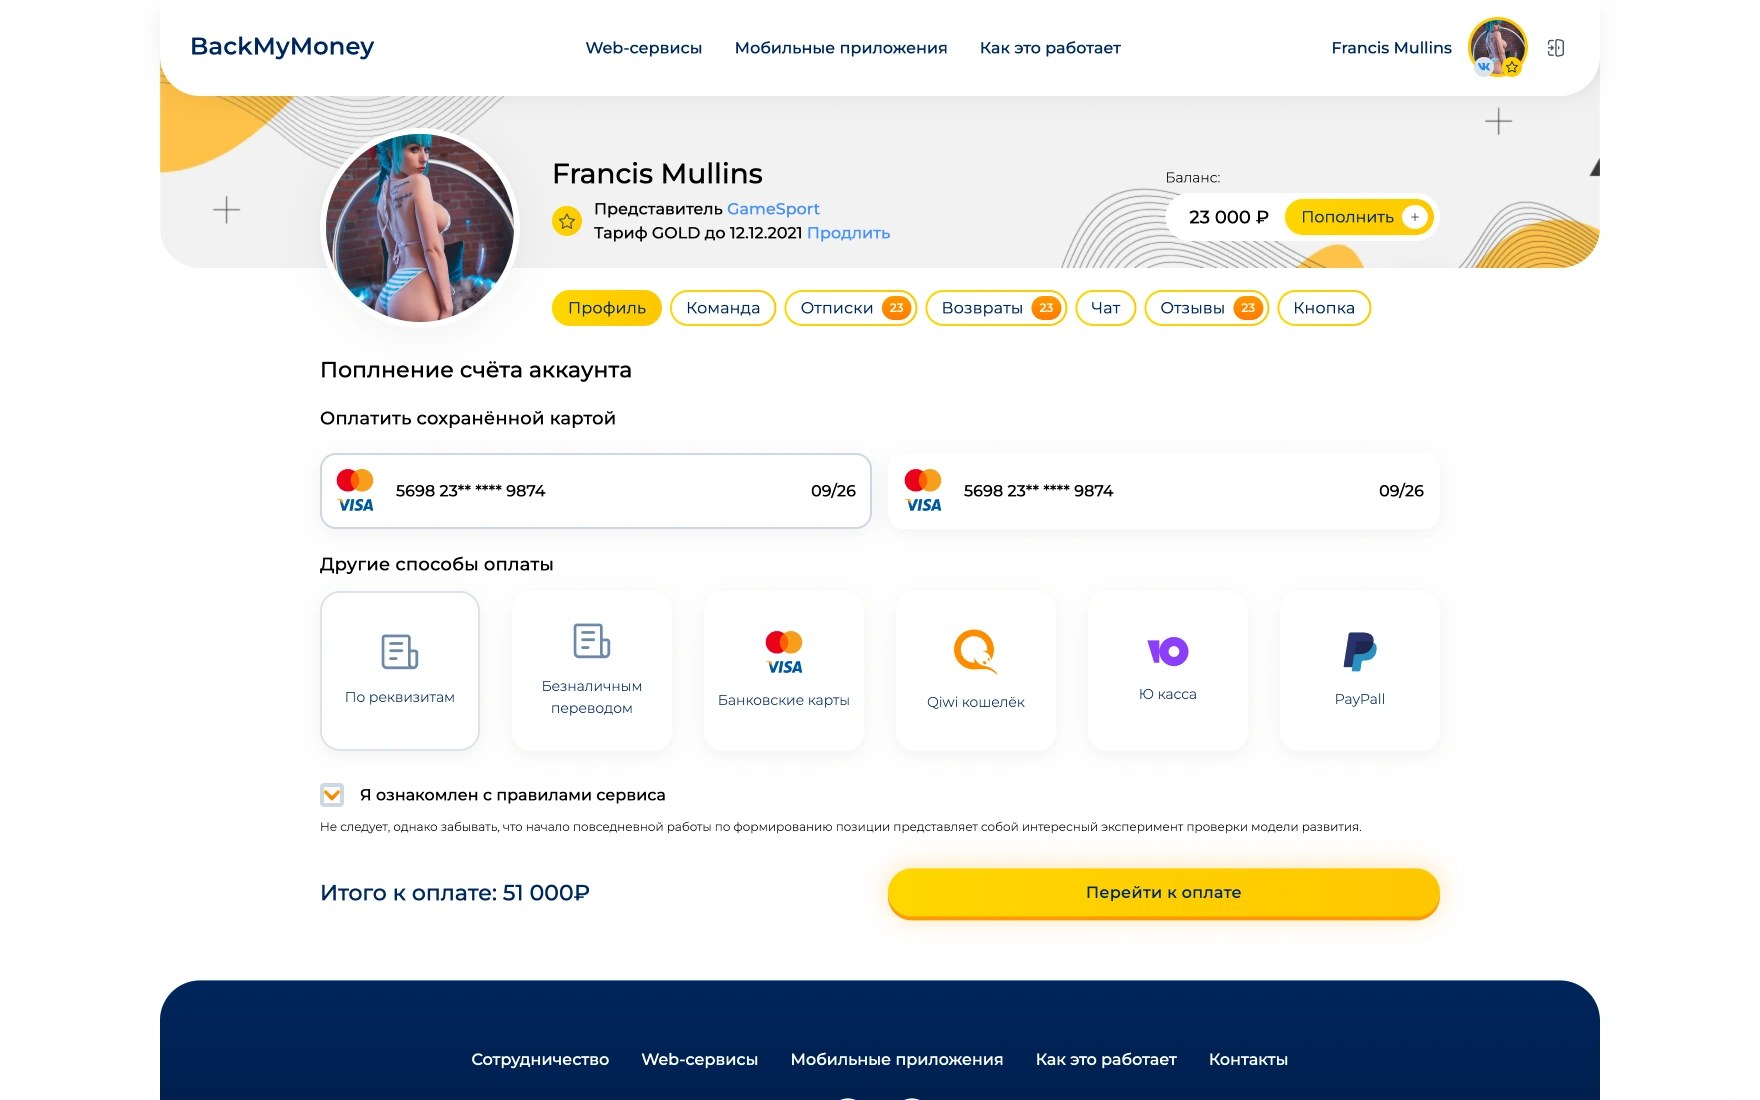 BackMyMoney
Web-сервисы Мобильные приложения Как это работает
Francis Mullins
Francis Mullins
Представитель GameSport
Тариф GOLD до 12.12.2021 Продлить
Баланс:
23 000 ₽ Пополнить +
Профиль Команда Отписки 23 Возвраты 23 Чат Отзывы 23 Кнопка
Поплнение счёта аккаунта
Оплатить сохранённой картой
VISA 5698 23** **** 9874 09/26
VISA 5698 23** **** 9874 09/26
Другие способы оплаты
По реквизитам
Безналичным
переводом
VISA
Банковские карты
Qiwi кошелёк
Ю касса
PayPall
Я ознакомлен с правилами сервиса
Не следует, однако забывать, что начало повседневной работы по формированию позиции представляет собой интересный эксперимент проверки модели развития.
Итого к оплате: 51 000₽
Перейти к оплате
Сотрудничество Web-сервисы Мобильные приложения Как это работает Контакты